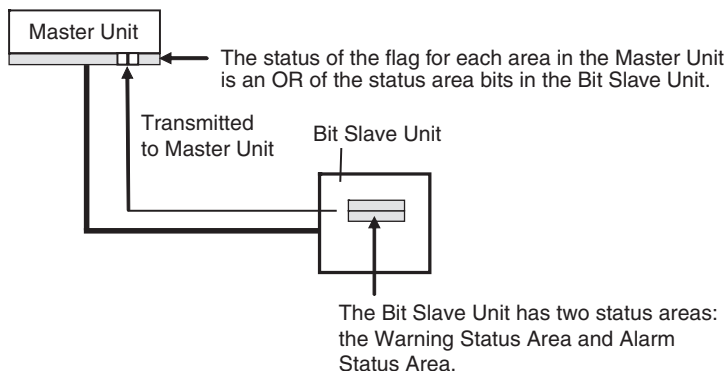 Master Unit
The status of the flag for each area in the Master Unit
is an OR of the status area bits in the Bit Slave Unit.
Transmitted
to Master Unit
Bit Slave Unit
The Bit Slave Unit has two status areas:
the Warning Status Area and Alarm
Status Area.